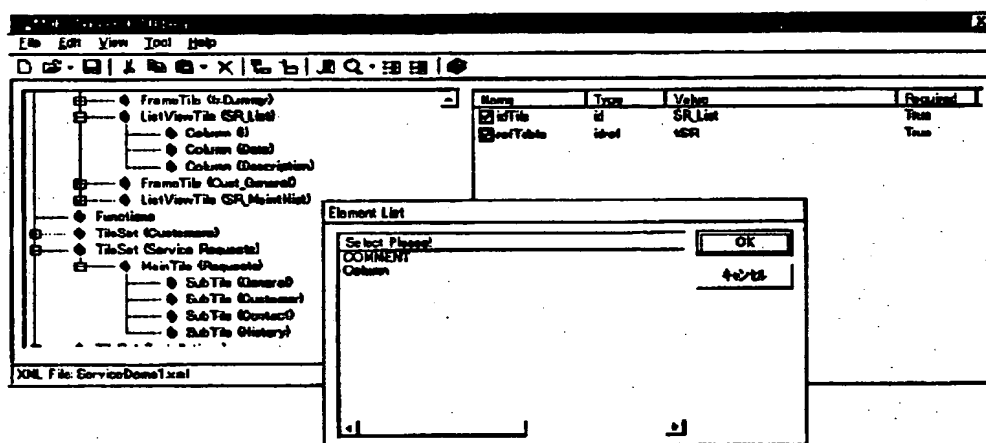 File Edit View Tool Help
FrameTile (tr.Dummy)
ListViewTile (SR_List)
Column (I)
Column (Date)
Column (Description)
FrameTile (Cust_General)
ListViewTile (SR_MaintHist)
Functions
TileSet (Customers)
TileSet (Service Requests)
MainTile (Requests)
SubTile (General)
SubTile (Customer)
SubTile (Contact)
SubTile (History)
Name Type Value Required
idTile id SR_List True
refTable idref tSR True
Element List
Select Please!
COMMENT
Column
OK
キャンセル
XML File: ServiceDemo1.xml